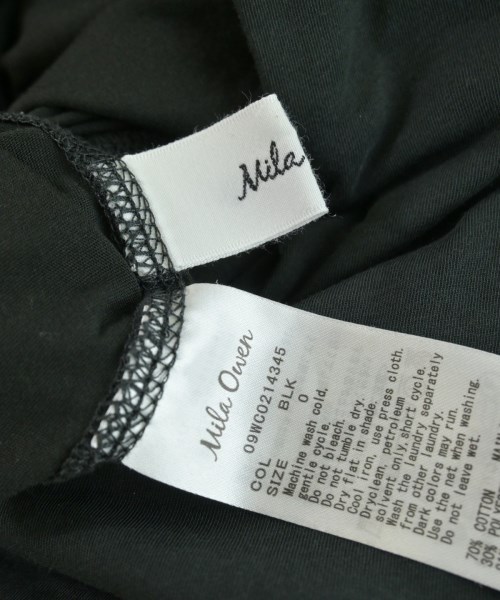 Mila
Mila Owen
09WC0214345
COL BLK
SIZE 0
Machine wash cold.
gentle cycle.
Do not bleach.
Do not tumble dry.
Dry flat in shade.
Cool iron, use press cloth.
Dryclean, petroleum
solvent only, short cycle.
Wash the laundry separately
from other laundry.
Dark colors may run.
Use the net when washing.
Do not leave wet.
70% COTTON
30%